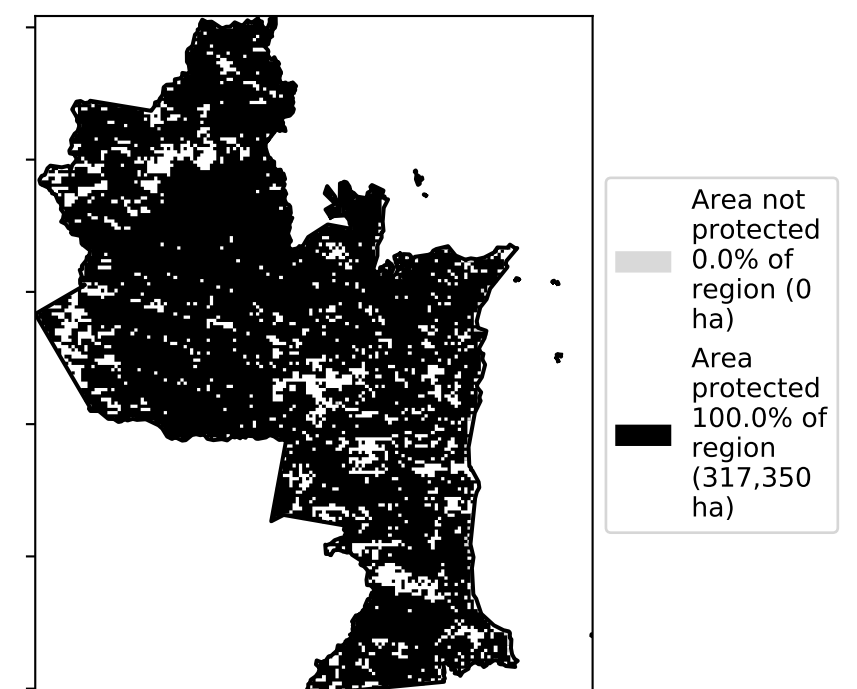 Area not
protected
0.0% of
region (0
ha)
Area
protected
100.0% of
region
(317,350
ha)